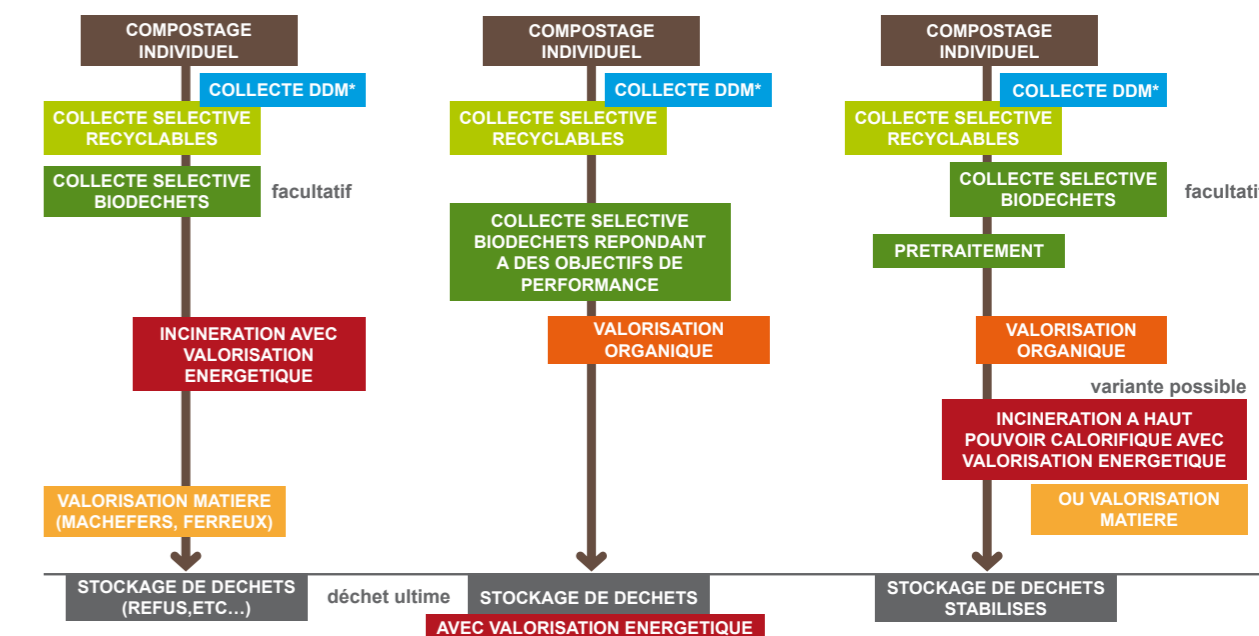 COMPOSTAGE
INDIVIDUEL
COLLECTE DDM*
COLLECTE SELECTIVE
RECYCLABLES
COLLECTE SELECTIVE
BIODECHETS
facultatif
INCINERATION AVEC
VALORISATION
ENERGETIQUE
VALORISATION MATIERE
(MACHEFERS, FERREUX)
STOCKAGE DE DECHETS
(REFUS,ETC…)
déchet ultime
COMPOSTAGE
INDIVIDUEL
COLLECTE DDM*
COLLECTE SELECTIVE
RECYCLABLES
COLLECTE SELECTIVE
BIODECHETS REPONDANT
A DES OBJECTIFS DE
PERFORMANCE
VALORISATION
ORGANIQUE
STOCKAGE DE DECHETS
AVEC VALORISATION ENERGETIQUE
COMPOSTAGE
INDIVIDUEL
COLLECTE DDM*
COLLECTE SELECTIVE
RECYCLABLES
COLLECTE SELECTIVE
BIODECHETS
facultatif
PRETRAITEMENT
VALORISATION
ORGANIQUE
variante possible
INCINERATION A HAUT
POUVOIR CALORIFIQUE AVEC
VALORISATION ENERGETIQUE
OU VALORISATION
MATIERE
STOCKAGE DE DECHETS
STABILISES